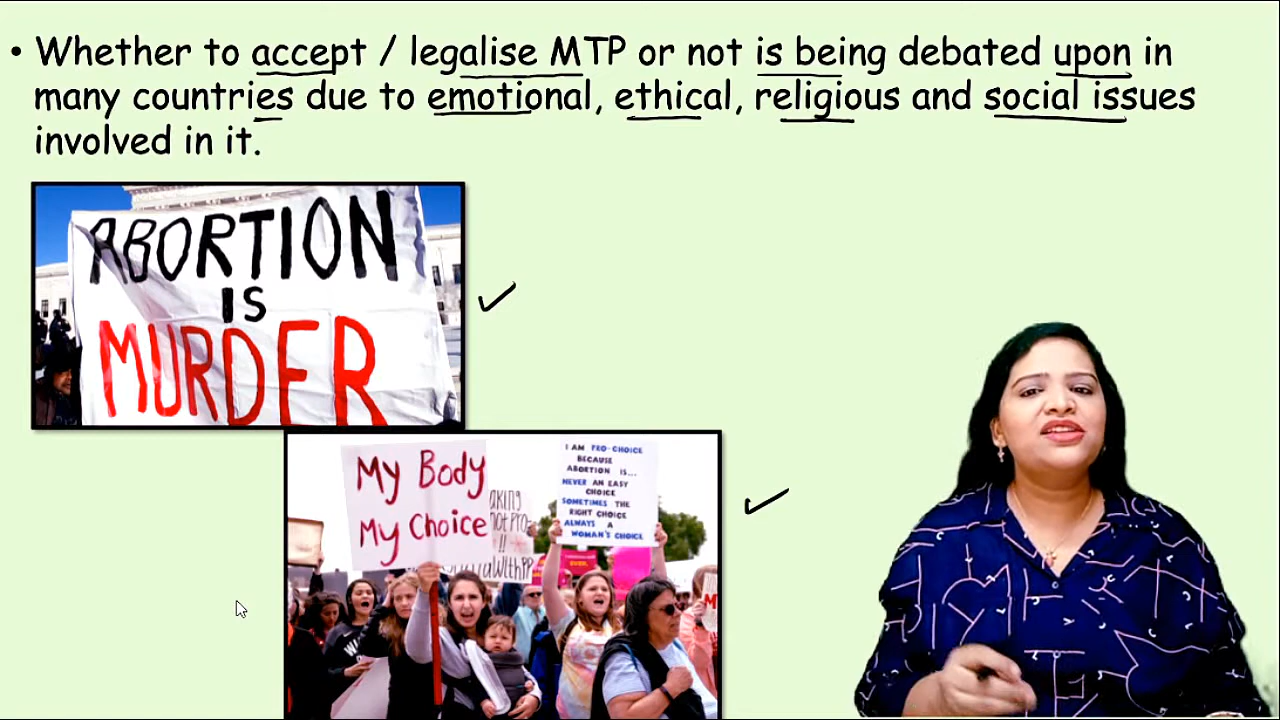 • Whether to accept / legalise MTP or not is being debated upon in
many countries due to emotional, ethical, religious and social issues
involved in it.
ABORTION
IS
MURDER
My Body
My Choice
I AM PRO-CHOICE
BECAUSE
ABORTION IS...
NEVER AN EASY
CHOICE
SOMETIMES THE
RIGHT CHOICE
ALWAYS A
WOMAN'S CHOICE